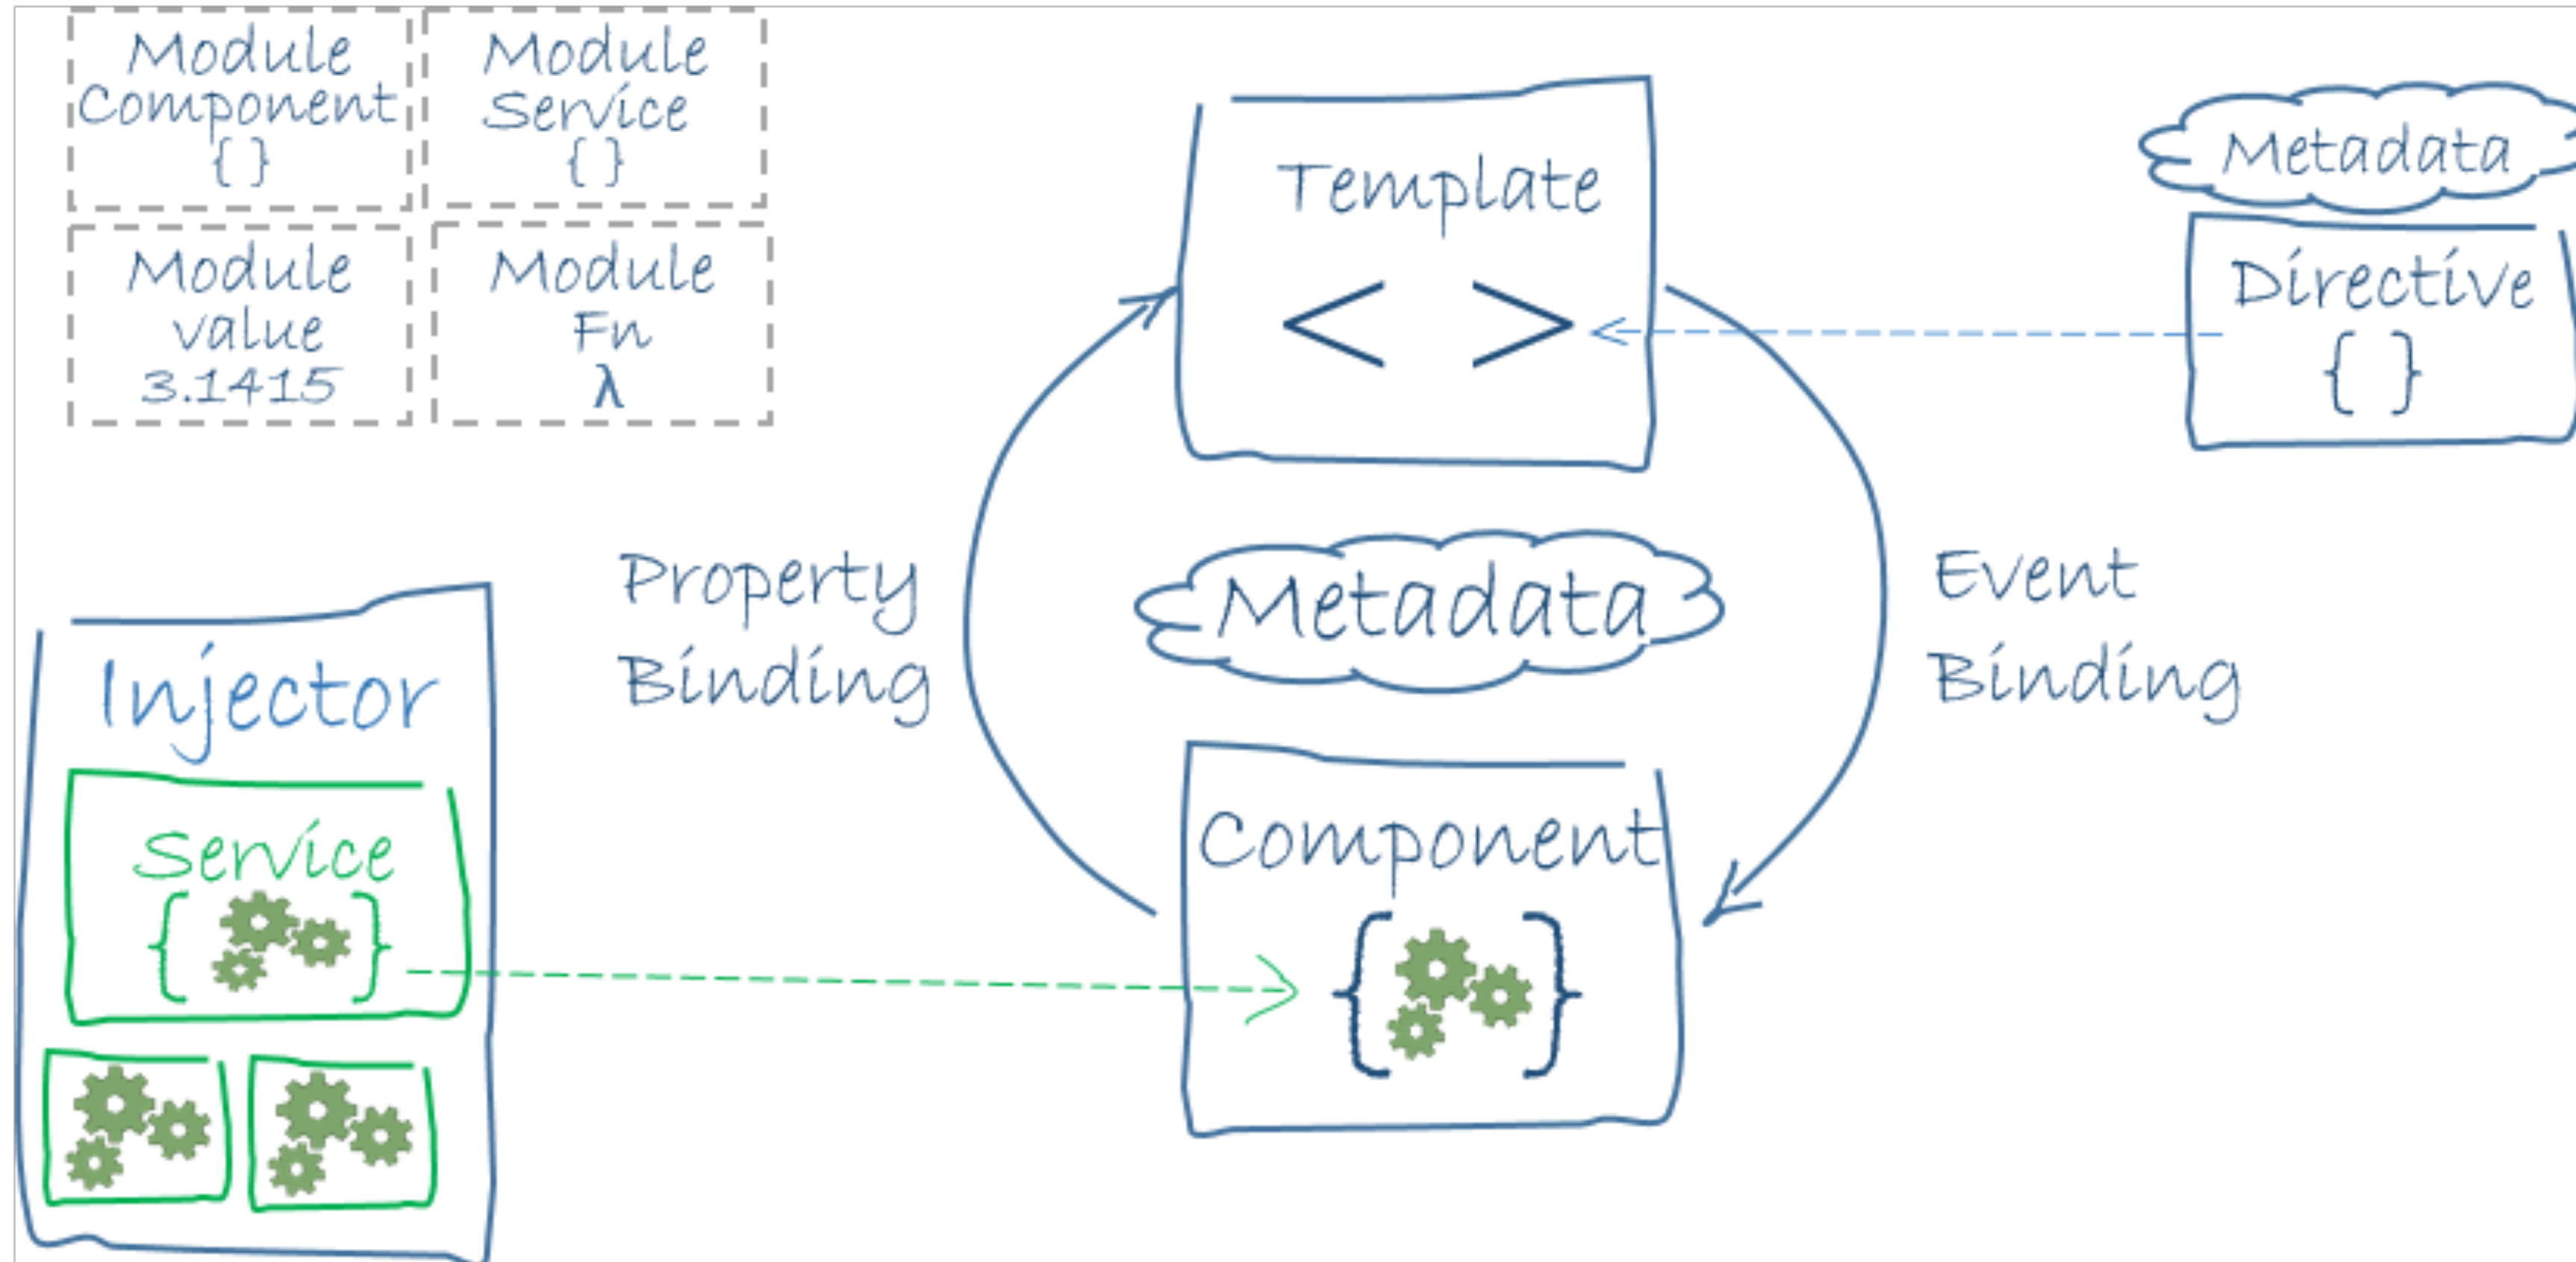 Module
Component
{ }
Module
Service
{ }
Module
value
3.1415
Module
Fn
λ
Template
< >
Metadata
Directive
{ }
Property
Binding
Metadata
Event
Binding
Injector
Service
{ }
Component
{ }